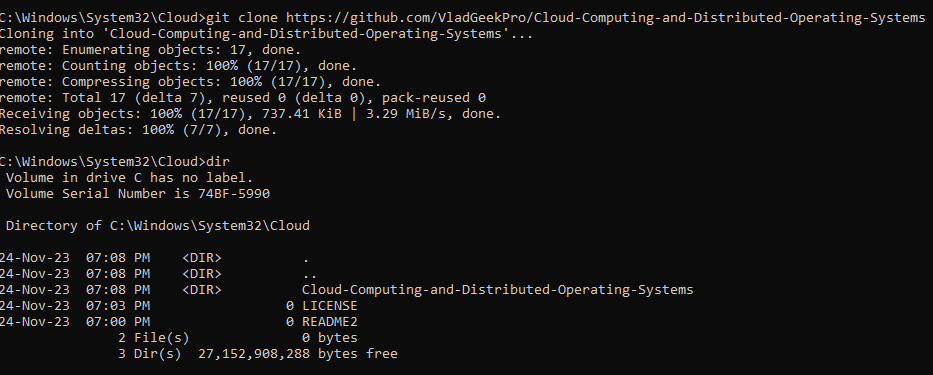 C:\Windows\System32\Cloud>git clone https://github.com/VladGeekPro/Cloud-Computing-and-Distributed-Operating-Systems
Cloning into 'Cloud-Computing-and-Distributed-Operating-Systems'...
remote: Enumerating objects: 17, done.
remote: Counting objects: 100% (17/17), done.
remote: Compressing objects: 100% (17/17), done.
remote: Total 17 (delta 7), reused 0 (delta 0), pack-reused 0
Receiving objects: 100% (17/17), 737.41 KiB | 3.29 MiB/s, done.
Resolving deltas: 100% (7/7), done.
C:\Windows\System32\Cloud>dir
Volume in drive C has no label.
Volume Serial Number is 74BF-5990
Directory of C:\Windows\System32\Cloud
24-Nov-23 07:08 PM <DIR> .
24-Nov-23 07:08 PM <DIR> ..
24-Nov-23 07:08 PM <DIR> Cloud-Computing-and-Distributed-Operating-Systems
24-Nov-23 07:03 PM 0 LICENSE
24-Nov-23 07:00 PM 0 README2
2 File(s) 0 bytes
3 Dir(s) 27,152,908,288 bytes free